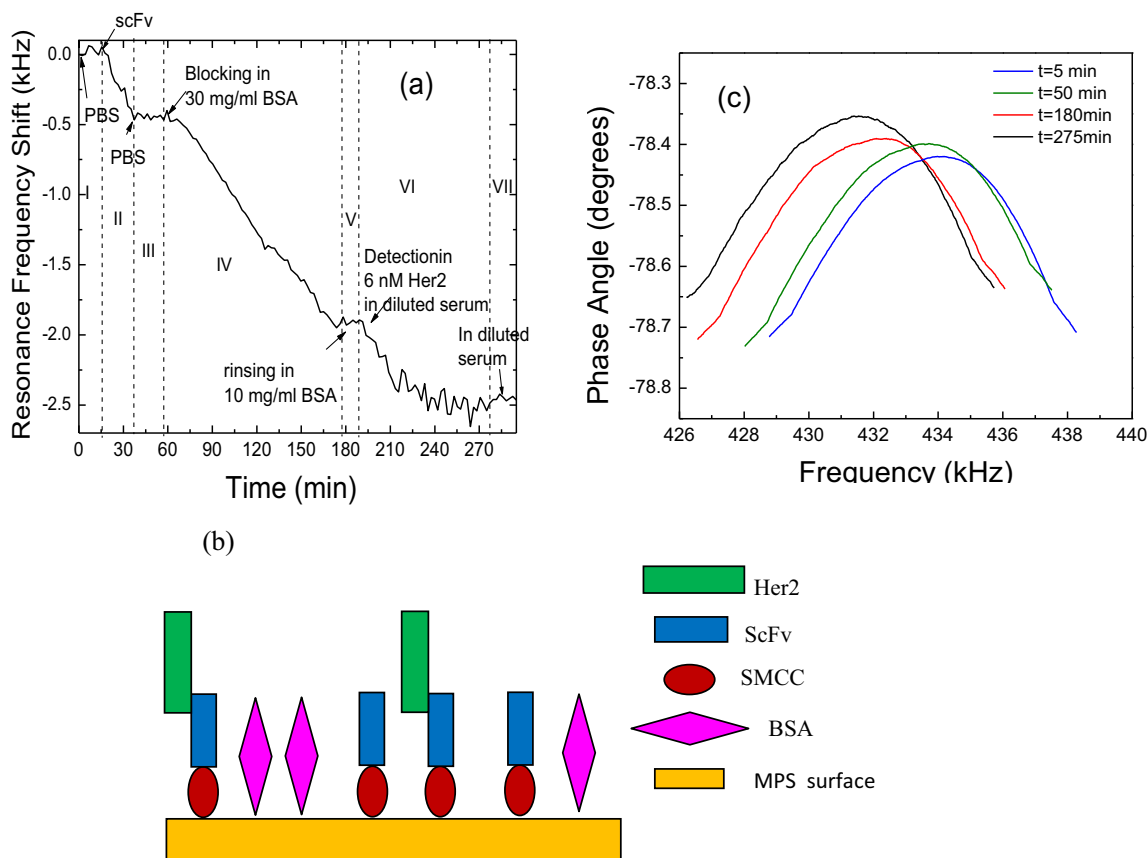 scFv
(a)
Resonance Frequency Shift (kHz)
0.0
-0.5
-1.0
-1.5
-2.0
-2.5
PBS
PBS
Blocking in
30 mg/ml BSA
I
II
III
IV
V
VI
VII
Detectionin
6 nM Her2
in diluted serum
In diluted
serum
rinsing in
10 mg/ml BSA
0 30 60 90 120 150 180 210 240 270
Time (min)
(c)
t=5 min
t=50 min
t=180min
t=275min
Phase Angle (degrees)
-78.3
-78.4
-78.5
-78.6
-78.7
-78.8
426 428 430 432 434 436 438 440
Frequency (kHz)
(b)
Her2
ScFv
SMCC
BSA
MPS surface